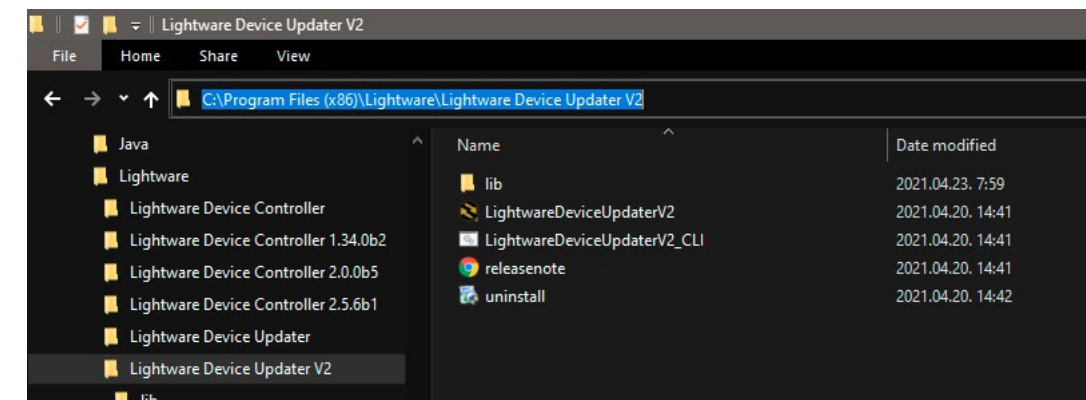 Lightware Device Updater V2
File Home Share View
C:\Program Files (x86)\Lightware\Lightware Device Updater V2
Java
Lightware
Lightware Device Controller
Lightware Device Controller 1.34.0b2
Lightware Device Controller 2.0.0b5
Lightware Device Controller 2.5.6b1
Lightware Device Updater
Lightware Device Updater V2
lib
Name Date modified
lib 2021.04.23. 7:59
LightwareDeviceUpdaterV2 2021.04.20. 14:41
LightwareDeviceUpdaterV2_CLI 2021.04.20. 14:41
releasenote 2021.04.20. 14:41
uninstall 2021.04.20. 14:42